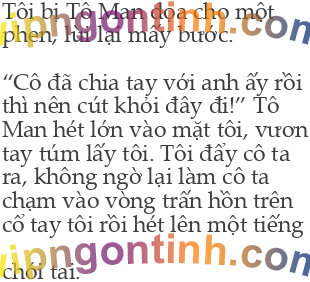 Tôi bị Tô Man dọa cho một
phen, lùi lại mấy bước.
“Cô đã chia tay với anh ấy rồi
thì nên cút khỏi đây đi!” Tô
Man hét lớn vào mặt tôi, vươn
tay túm lấy tôi. Tôi đẩy cô ta
ra, không ngờ lại làm cô ta
chạm vào vòng trấn hồn trên
cổ tay tôi rồi hét lên một tiếng
vipngontinh.com
chói tai.